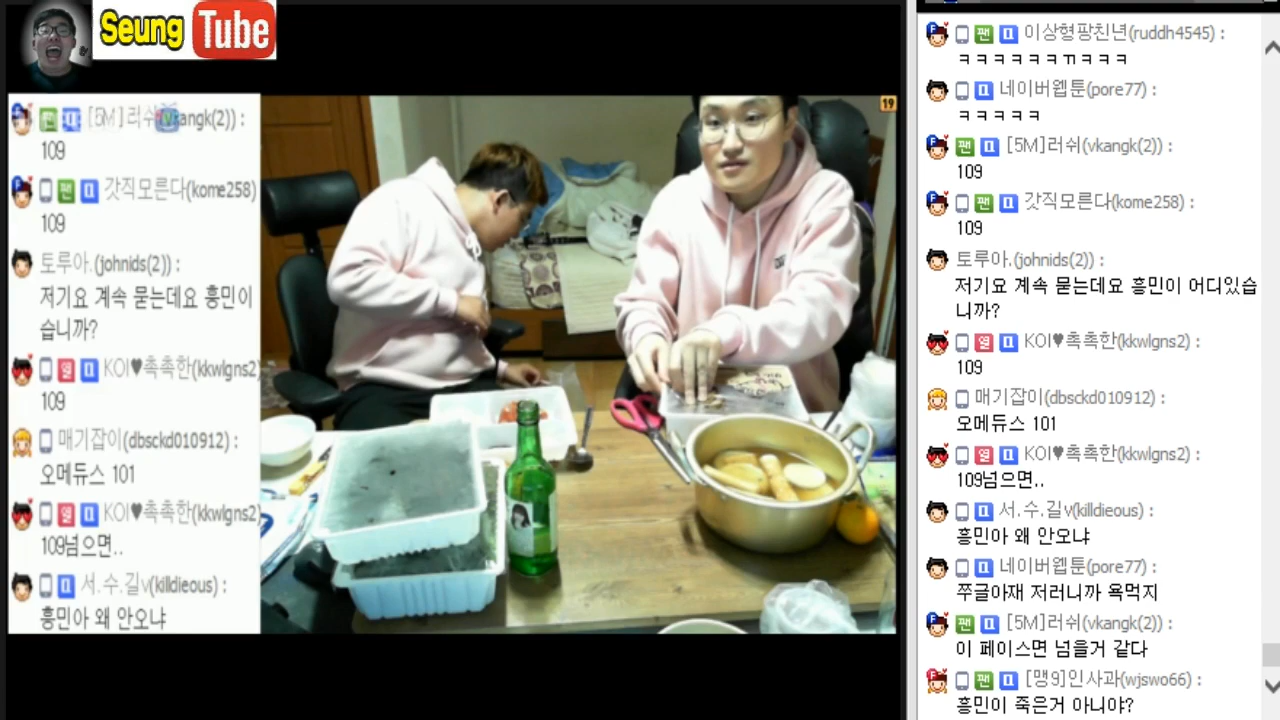 Seung Tube
[5M]러쉬(vkangk(2)) :
109
갓직모른다(kome258)
109
토루아.(johnids(2)) :
저기요 계속 묻는데요 흥민이
습니까?
KOI♥촉촉한(kkwlgns2)
109
매기잡이(dbsckd010912) :
오메듀스 101
KOI♥촉촉한(kkwlgns2)
109넘으면..
서.수.길v(killdieous) :
흥민아 왜 안오냐
19
이상형팡친년(ruddh4545) :
ㅋㅋㅋㅋㅋㅋㄲㅋㅋㅋ
네이버웹툰(pore77) :
ㅋㅋㅋㅋㅋ
[5M]러쉬(vkangk(2)) :
109
갓직모른다(kome258) :
109
토루아.(johnids(2)) :
저기요 계속 묻는데요 흥민이 어디있습
니까?
KOI♥촉촉한(kkwlgns2) :
109
매기잡이(dbsckd010912) :
오메듀스 101
KOI♥촉촉한(kkwlgns2) :
109넘으면..
서.수.길v(killdieous) :
흥민아 왜 안오냐
네이버웹툰(pore77) :
쭈글아재 저러니까 욕먹지
[5M]러쉬(vkangk(2)) :
이 페이스면 넘을거 같다
[맹9]인사과(wjswo66) :
흥민이 죽은거 아니야?